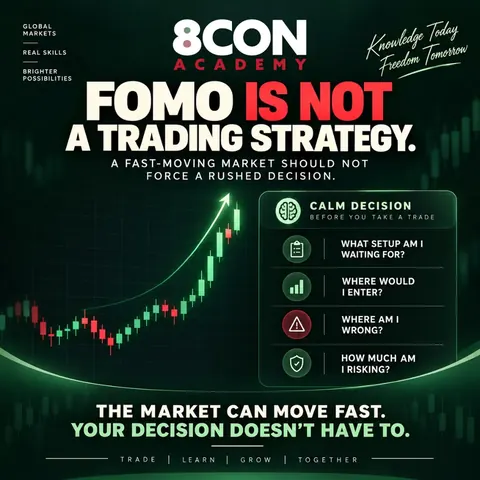 GLOBAL
MARKETS
REAL SKILLS
BRIGHTER
POSSIBILITIES
8CON
ACADEMY
Knowledge Today
Freedom Tomorrow
FOMO IS NOT
A TRADING STRATEGY.
A FAST-MOVING MARKET SHOULD NOT
FORCE A RUSHED DECISION.
CALM DECISION
BEFORE YOU TAKE A TRADE
WHAT SETUP AM I
WAITING FOR?
WHERE WOULD
I ENTER?
WHERE AM I
WRONG?
HOW MUCH AM
I RISKING?
THE MARKET CAN MOVE FAST.
YOUR DECISION DOESN'T HAVE TO.
TRADE | LEARN | GROW | TOGETHER